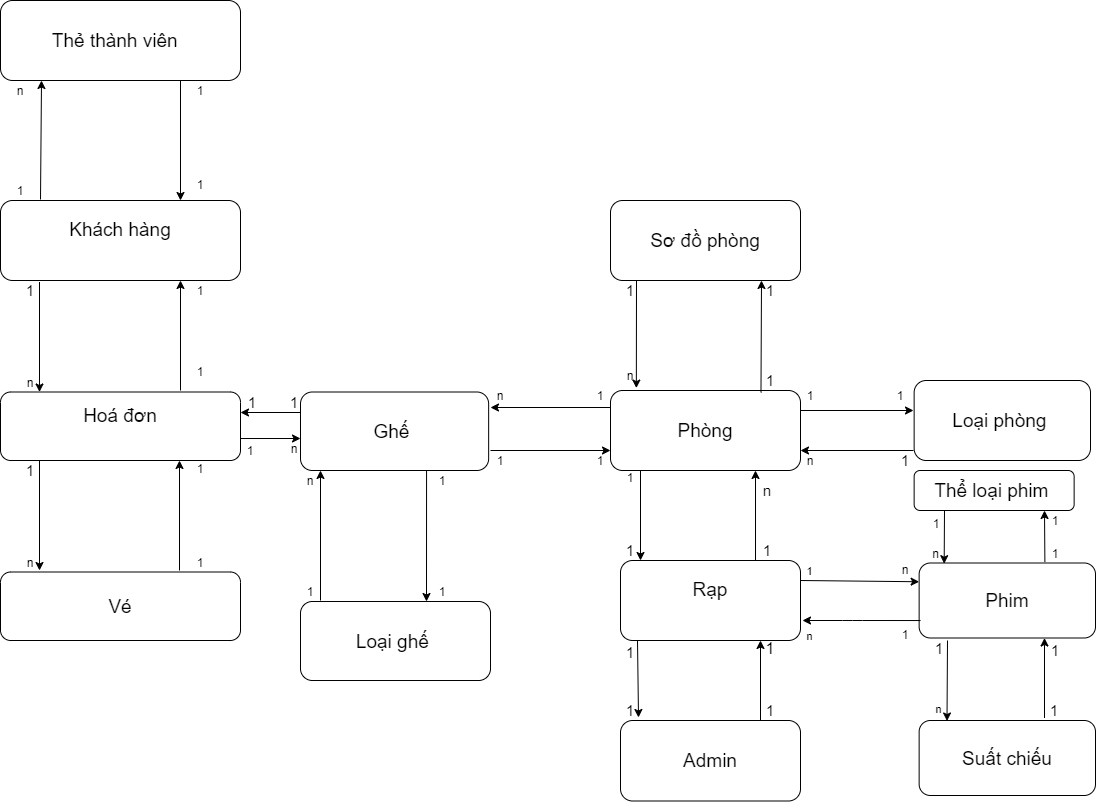 Thẻ thành viên
n 1
1 1
Khách hàng
Sơ đồ phòng
1 1
1 1
n 1
n 1
Hoá đơn
1 1
Ghế
n 1
Phòng
1 1
Loại phòng
1 n
1 1
n 1
1 1
n 1
1
n
Thể loại phim
1 1
n 1
n 1
1 1
Vé
1 1
Loại ghế
Rạp
1 n
n 1
Phim
1 1
1 1
1 1
n 1
Admin
Suất chiếu